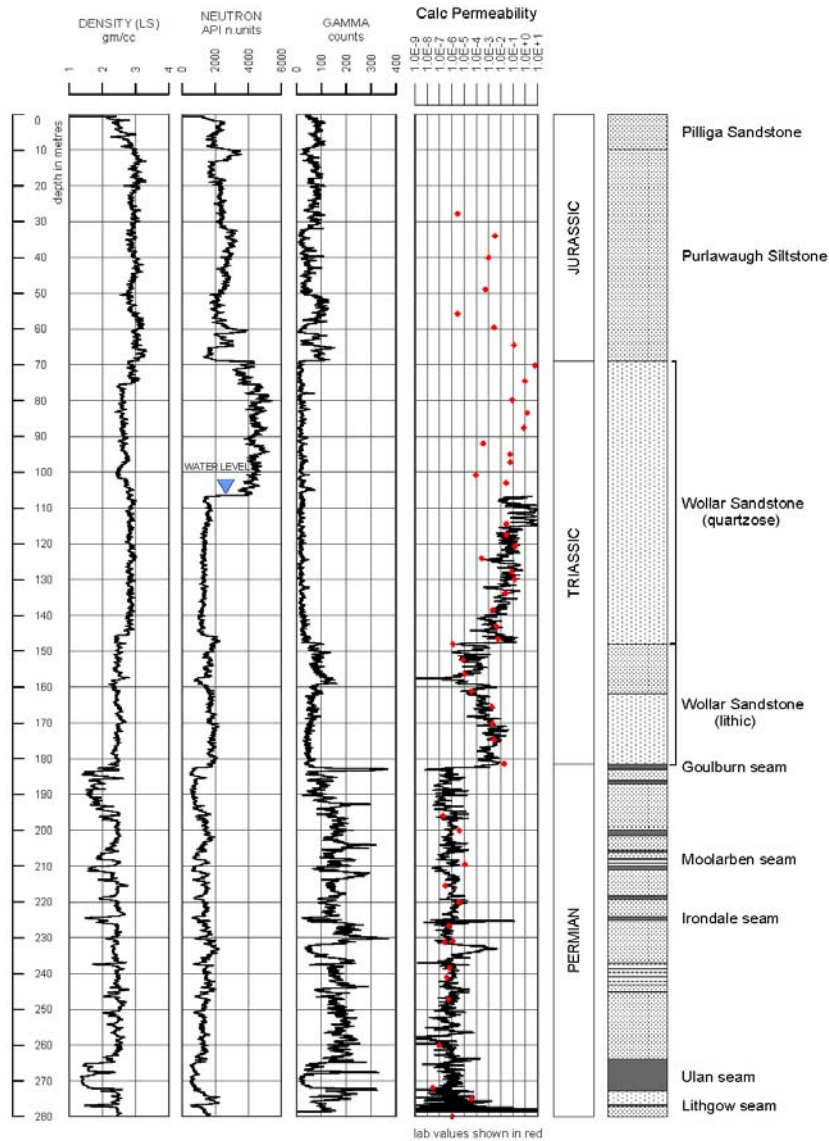 DENSITY (LS)
gm/cc
NEUTRON
API n.units
GAMMA
counts
Calc Permeability
1 2 3 4
0 2000 4000 6000
0 100 200 300 400
1.0E-9
1.0E-8
1.0E-7
1.0E-6
1.0E-5
1.0E-4
1.0E-3
1.0E-2
1.0E-1
1.0E+0
1.0E+1
depth in metres
0
10
20
30
40
50
60
70
80
90
100
110
120
130
140
150
160
170
180
190
200
210
220
230
240
250
260
270
280
WATER LEVEL
JURASSIC
TRIASSIC
PERMIAN
Pilliga Sandstone
Purlawaugh Siltstone
Wollar Sandstone
(quartzose)
Wollar Sandstone
(lithic)
Goulburn seam
Moolarben seam
Irondale seam
Ulan seam
Lithgow seam
lab values shown in red